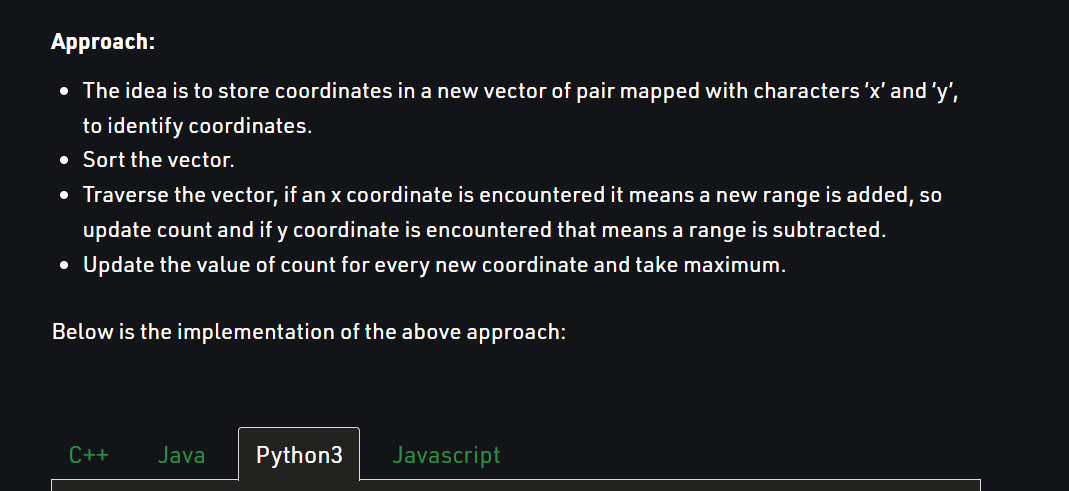 Approach:
• The idea is to store coordinates in a new vector of pair mapped with characters ‘x’ and ‘y’,
to identify coordinates.
• Sort the vector.
• Traverse the vector, if an x coordinate is encountered it means a new range is added, so
update count and if y coordinate is encountered that means a range is subtracted.
• Update the value of count for every new coordinate and take maximum.
Below is the implementation of the above approach:
C++ Java Python3 Javascript